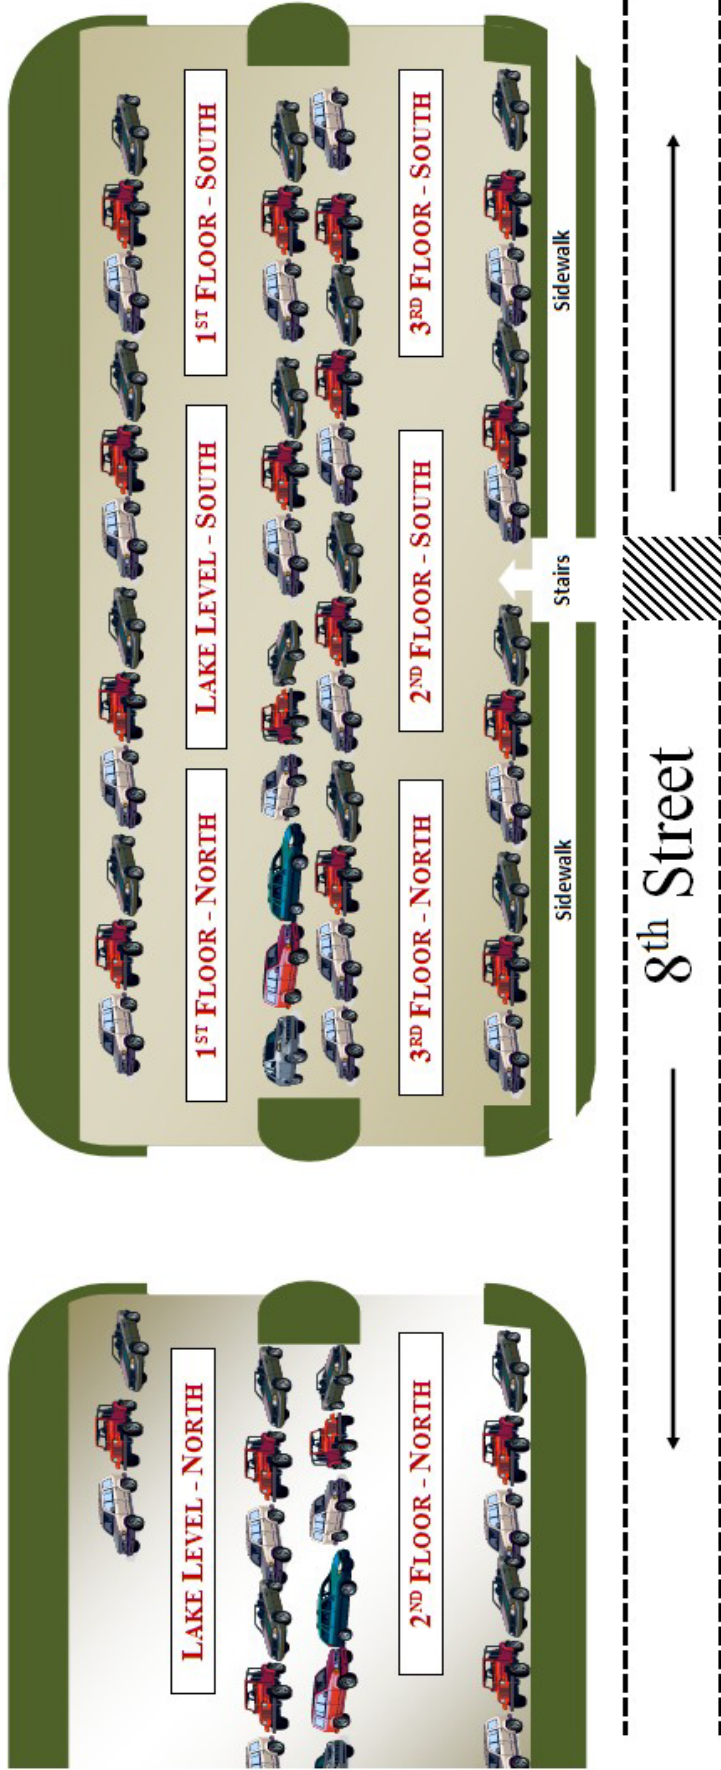 LAKE LEVEL - NORTH
1ST FLOOR - NORTH
LAKE LEVEL - SOUTH
1ST FLOOR - SOUTH
2ND FLOOR - NORTH
3RD FLOOR - NORTH
2ND FLOOR - SOUTH
3RD FLOOR - SOUTH
Sidewalk
Stairs
Sidewalk
8th Street